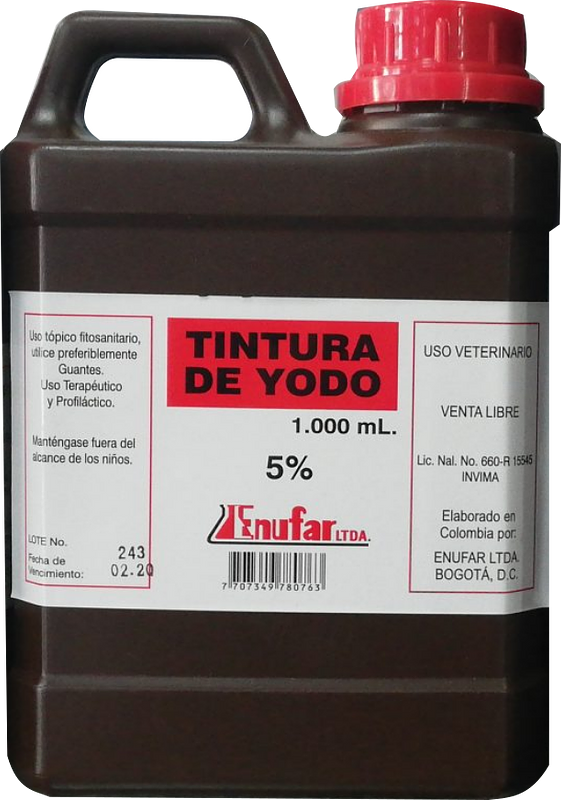 Uso tópico fitosanitario,
utilice preferiblemente
Guantes.
Uso Terapéutico
y Profiláctico.
Manténgase fuera del
alcance de los niños.
LOTE No.
243
Fecha de
Vencimiento:
02.20
TINTURA
DE YODO
1.000 mL.
5%
Enufar LTDA.
7 707349 780763
USO VETERINARIO
VENTA LIBRE
Lic. Nal. No. 660-R 15545
INVIMA
Elaborado en
Colombia por:
ENUFAR LTDA.
BOGOTÁ, D.C.